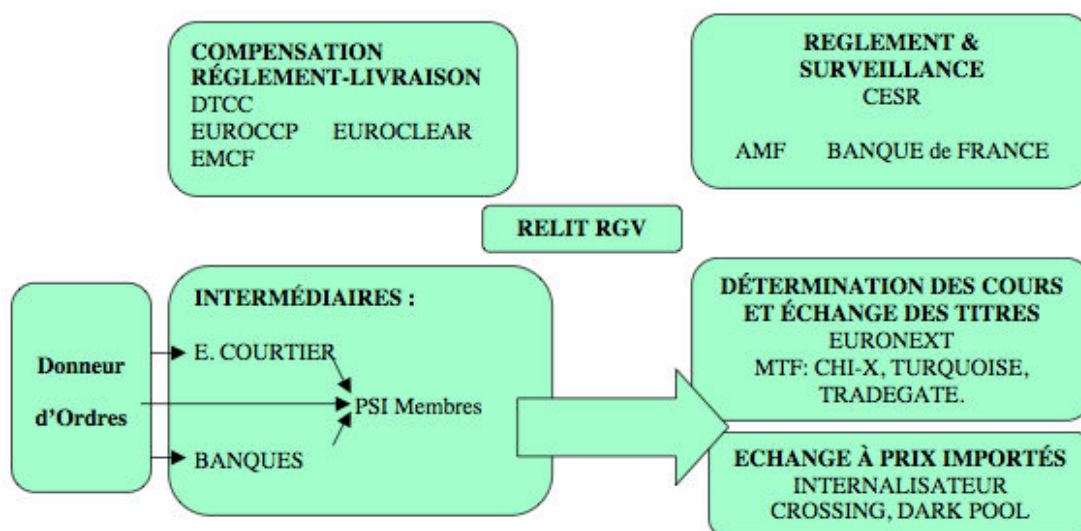 COMPENSATION
RÉGLEMENT-LIVRAISON
DTCC
EUROCCP EUROCLEAR
EMCF
REGLEMENT &
SURVEILLANCE
CESR
AMF BANQUE de FRANCE
RELIT RGV
Donneur
d'Ordres
INTERMÉDIAIRES :
E. COURTIER
PSI Membres
BANQUES
DÉTERMINATION DES COURS
ET ÉCHANGE DES TITRES
EURONEXT
MTF: CHI-X, TURQUOISE,
TRADEGATE.
ECHANGE À PRIX IMPORTÉS
INTERNALISATEUR
CROSSING, DARK POOL